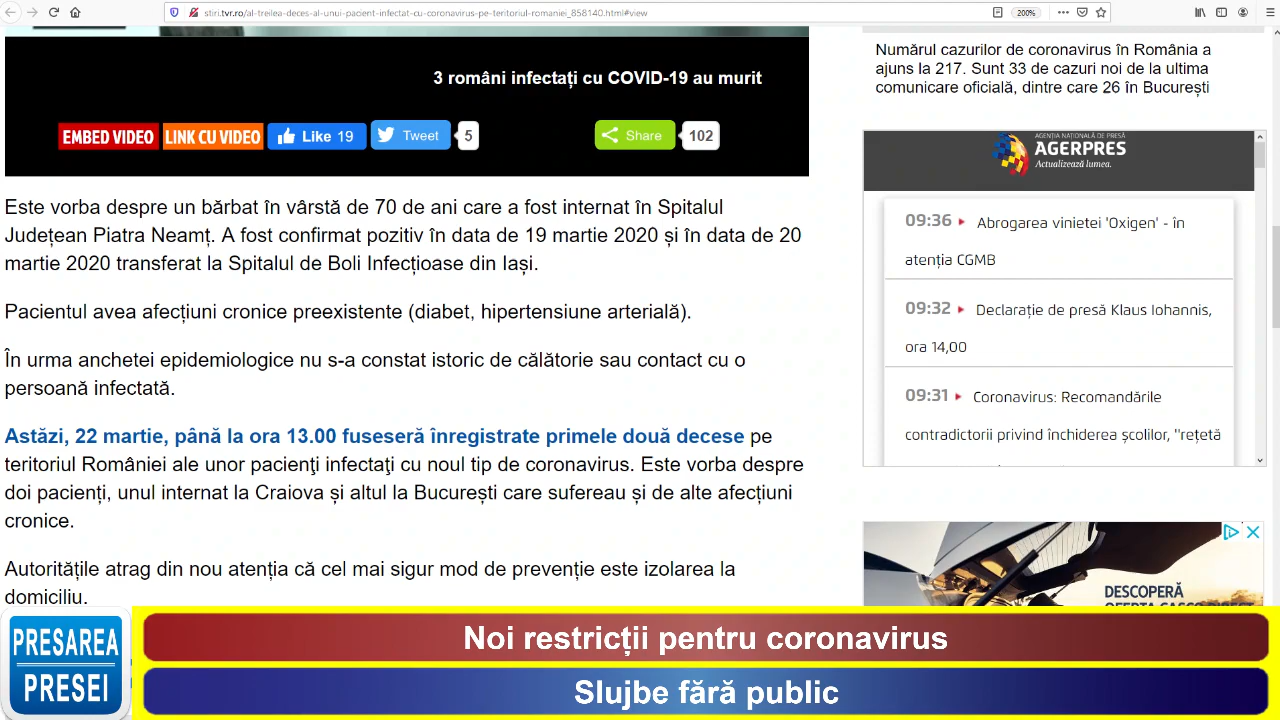 stiri.tvr.ro/al-treilea-deces-al-unui-pacient-infectat-cu-coronavirus-pe-teritoriul-romaniei_858140.html#view
200%
3 români infectați cu COVID-19 au murit
EMBED VIDEO
LINK CU VIDEO
Like 19
Tweet
5
Share
102
Este vorba despre un bărbat în vârstă de 70 de ani care a fost internat în Spitalul
Județean Piatra Neamț. A fost confirmat pozitiv în data de 19 martie 2020 și în data de 20
martie 2020 transferat la Spitalul de Boli Infecțioase din Iași.
Pacientul avea afecțiuni cronice preexistente (diabet, hipertensiune arterială).
În urma anchetei epidemiologice nu s-a constat istoric de călătorie sau contact cu o
persoană infectată.
Astăzi, 22 martie, până la ora 13.00 fuseseră înregistrate primele două decese pe
teritoriul României ale unor pacienţi infectaţi cu noul tip de coronavirus. Este vorba despre
doi pacienți, unul internat la Craiova și altul la București care sufereau și de alte afecțiuni
cronice.
Autoritățile atrag din nou atenția că cel mai sigur mod de prevenție este izolarea la
domiciliu.
Numărul cazurilor de coronavirus în România a
ajuns la 217. Sunt 33 de cazuri noi de la ultima
comunicare oficială, dintre care 26 în București
AGENȚIA NAȚIONALĂ DE PRESĂ
AGERPRES
Actualizează lumea.
09:36 Abrogarea vinietei 'Oxigen' - în
atenția CGMB
09:32 Declarație de presă Klaus Iohannis,
ora 14,00
09:31 Coronavirus: Recomandările
contradictorii privind închiderea școlilor, "rețetă
DESCOPERĂ
PRESAREA
PRESEI
Noi restricții pentru coronavirus
Slujbe fără public